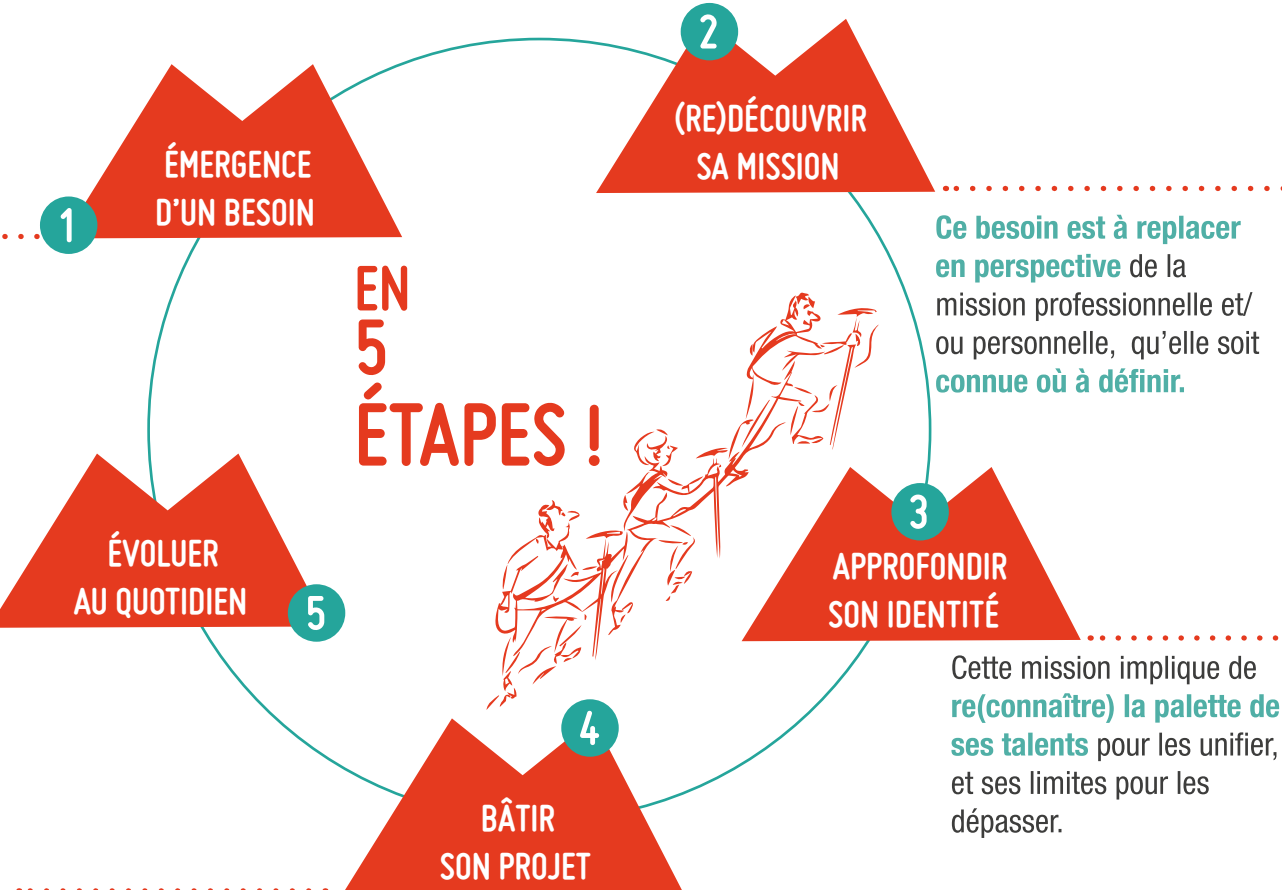 1
ÉMERGENCE
D'UN BESOIN
2
(RE)DÉCOUVRIR
SA MISSION
Ce besoin est à replacer
en perspective de la
mission professionnelle et/
ou personnelle, qu'elle soit
connue où à définir.
EN
5
ÉTAPES !
3
APPROFONDIR
SON IDENTITÉ
Cette mission implique de
re(connaître) la palette de
ses talents pour les unifier,
et ses limites pour les
dépasser.
4
BÂTIR
SON PROJET
ÉVOLUER
AU QUOTIDIEN
5